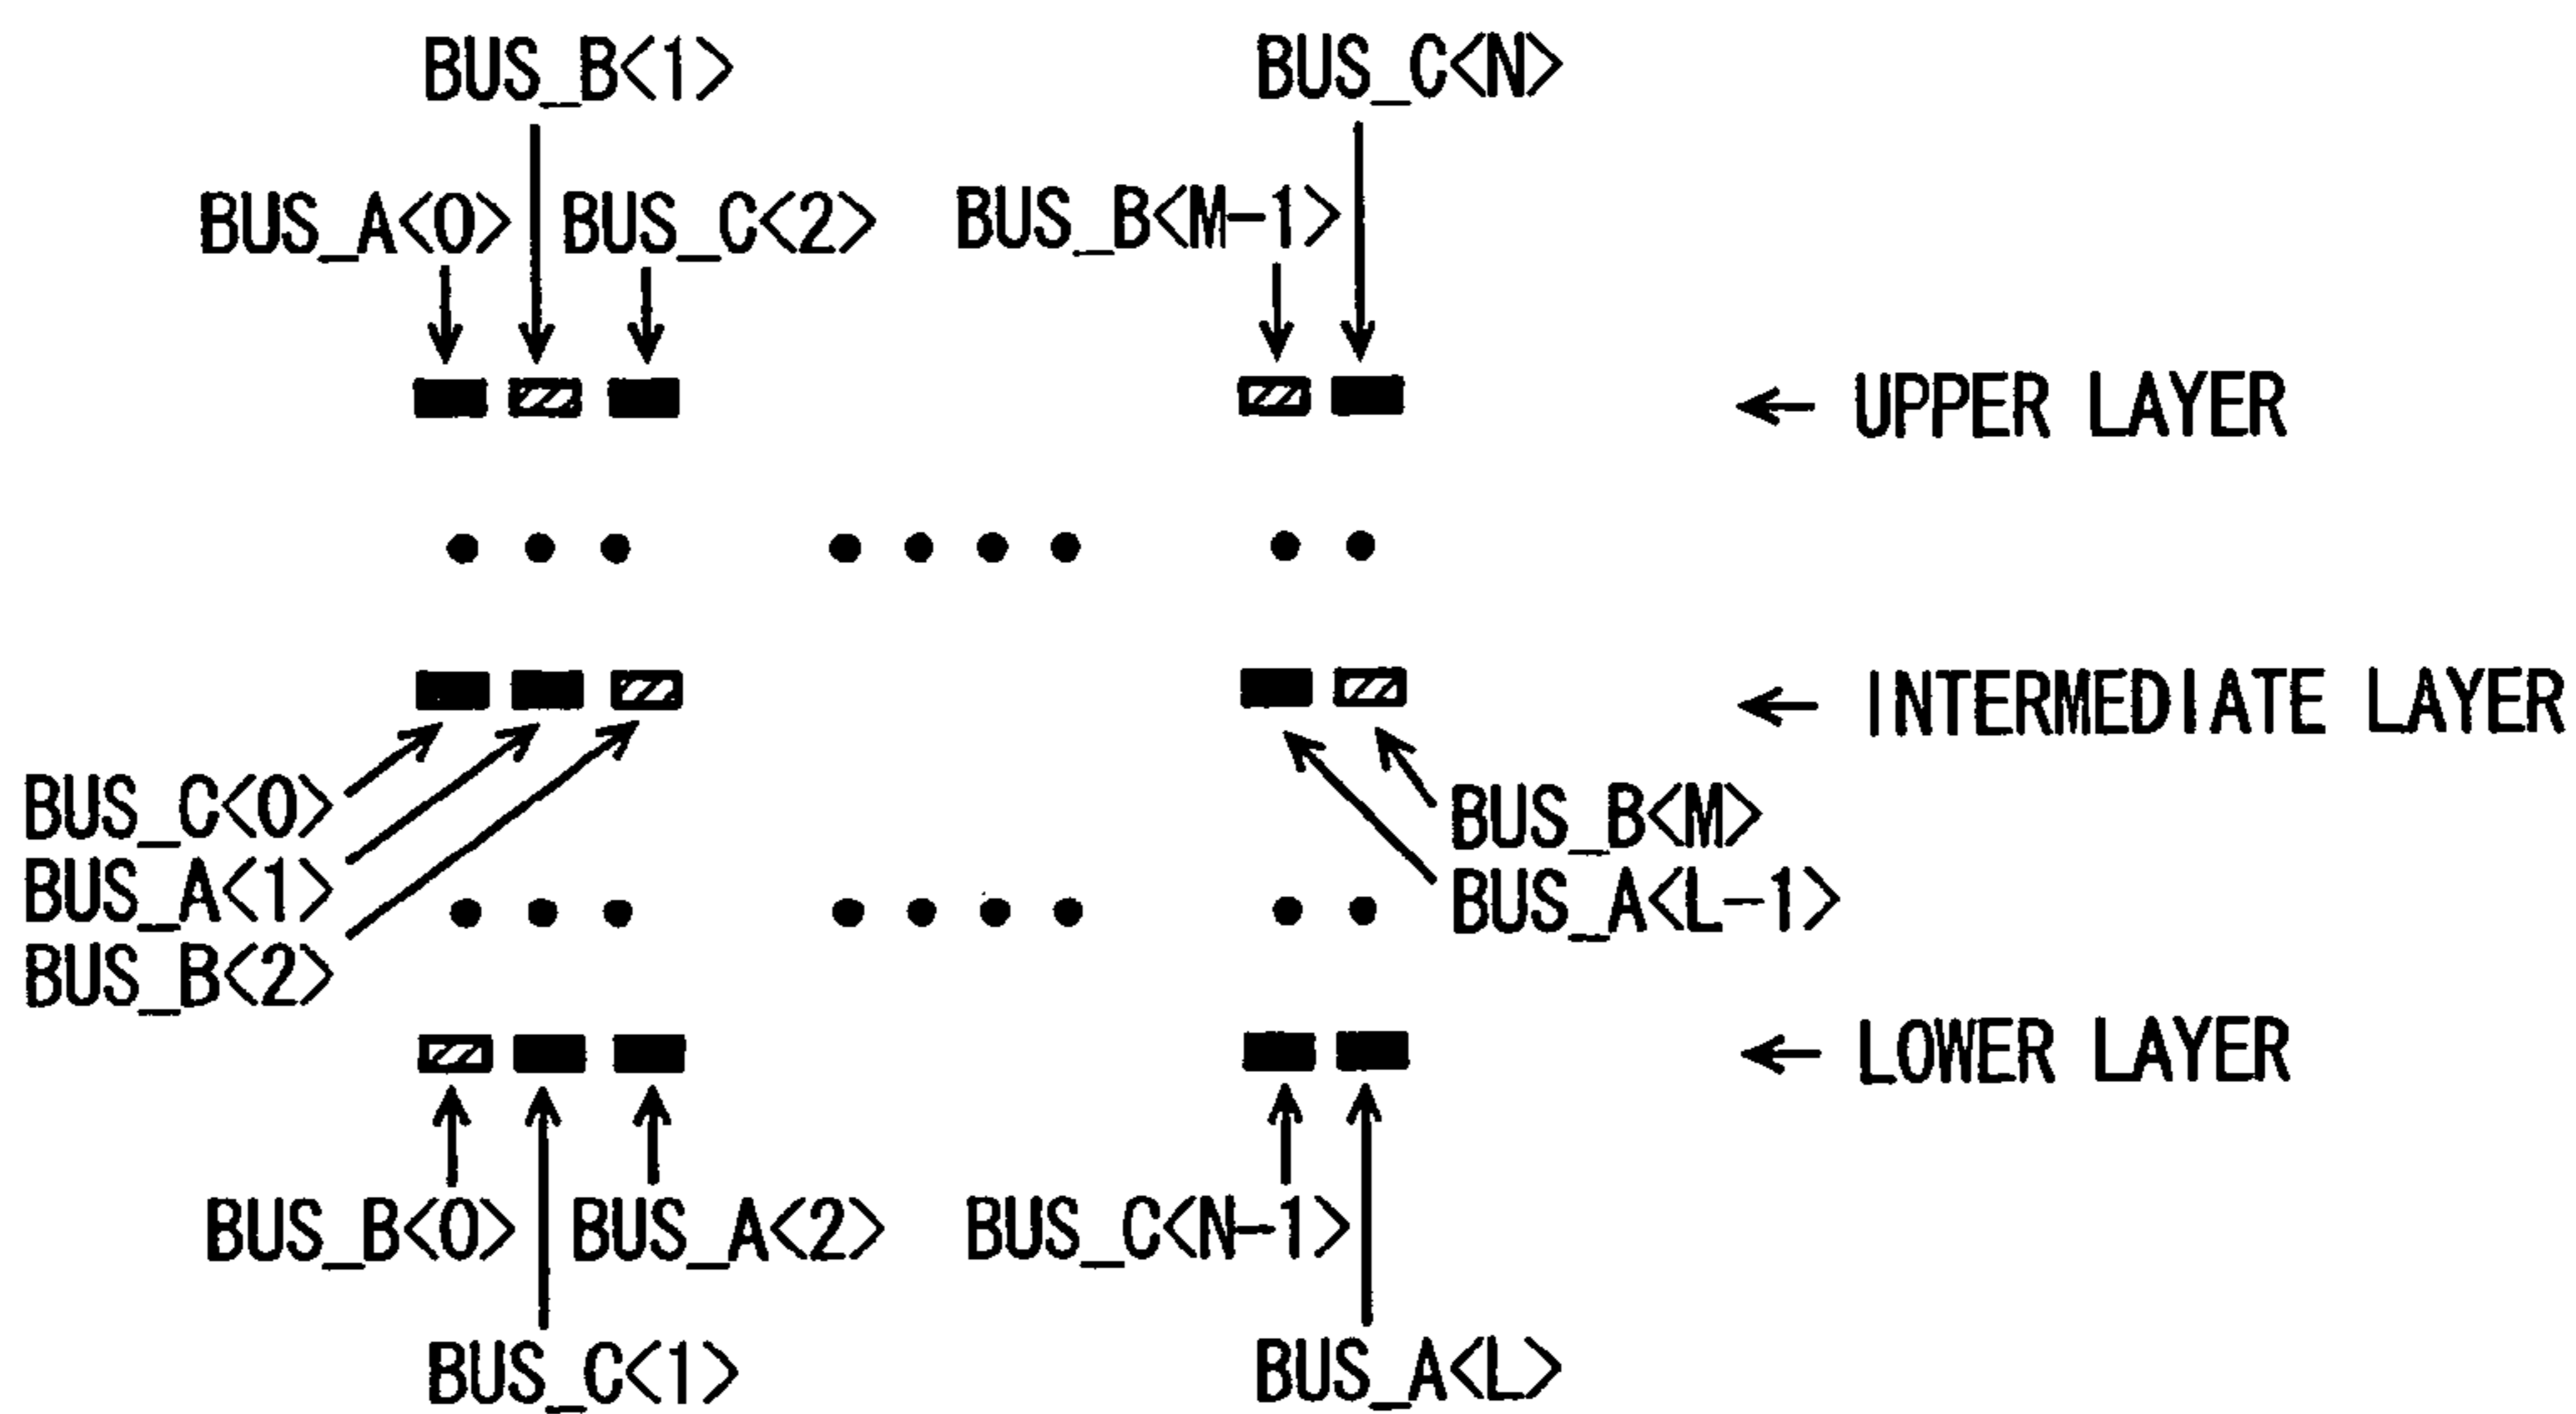 BUS_B<1>
BUS_C<N>
BUS_A<0>
BUS_C<2>
BUS_B<M-1>
UPPER LAYER
INTERMEDIATE LAYER
BUS_C<0>
BUS_A<1>
BUS_B<2>
BUS_B<M>
BUS_A<L-1>
LOWER LAYER
BUS_B<0>
BUS_A<2>
BUS_C<N-1>
BUS_C<1>
BUS_A<L>